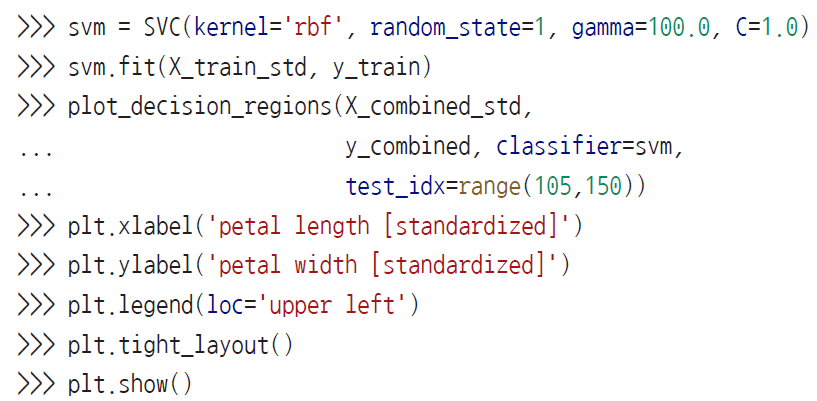 >>> svm = SVC(kernel='rbf', random_state=1, gamma=100.0, C=1.0)
>>> svm.fit(X_train_std, y_train)
>>> plot_decision_regions(X_combined_std,
...                       y_combined, classifier=svm,
...                       test_idx=range(105,150))
>>> plt.xlabel('petal length [standardized]')
>>> plt.ylabel('petal width [standardized]')
>>> plt.legend(loc='upper left')
>>> plt.tight_layout()
>>> plt.show()